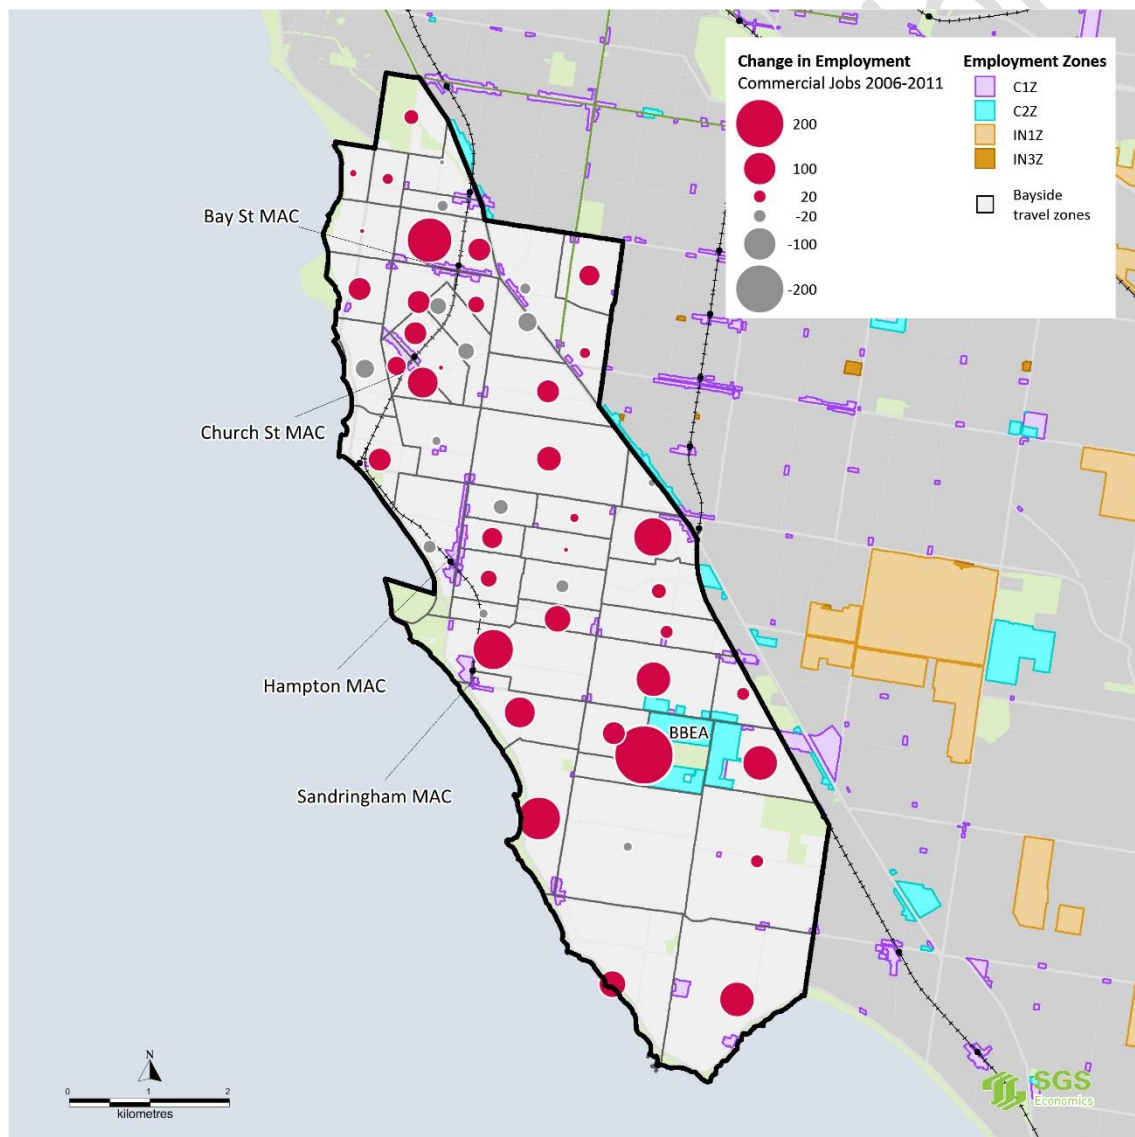 Change in Employment
Commercial Jobs 2006-2011
200
100
20
-20
-100
-200
Employment Zones
C1Z
C2Z
IN1Z
IN3Z
Bayside
travel zones
Bay St MAC
Church St MAC
Hampton MAC
Sandringham MAC
BBEA
N
0 1 2
kilometres
SGS
Economics